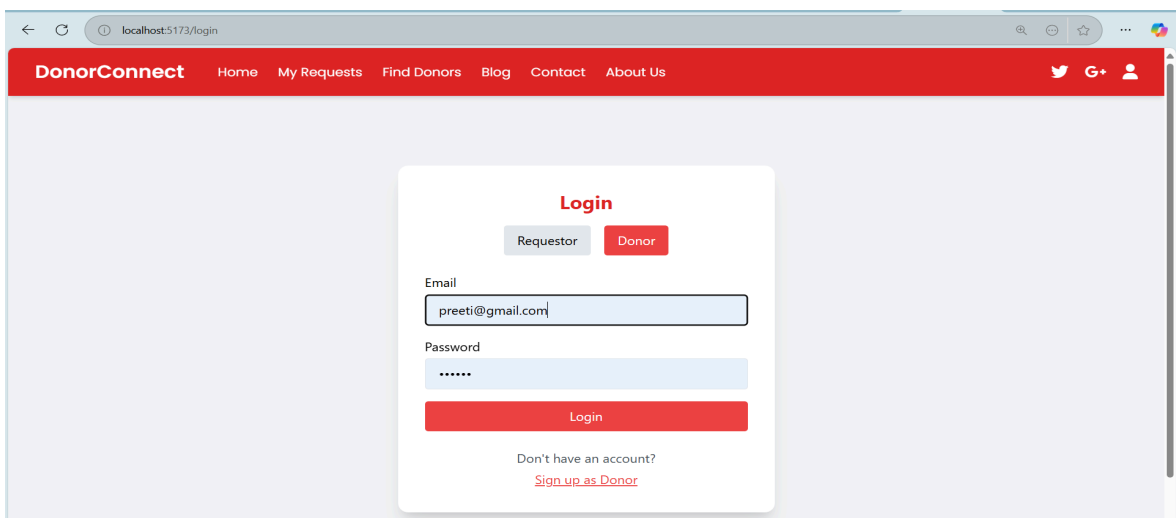 localhost:5173/login
DonorConnect Home My Requests Find Donors Blog Contact About Us G+
Login
Requestor Donor
Email
preeti@gmail.com
Password
••••••
Login
Don't have an account?
Sign up as Donor